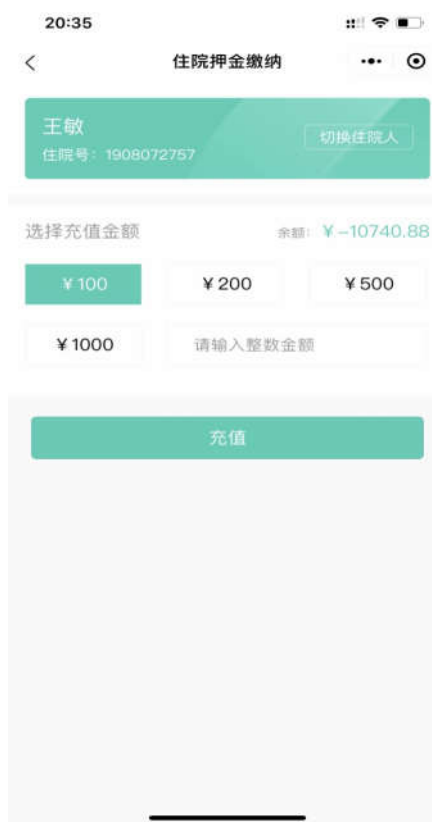 20:35
住院押金缴纳
王敏
切换住院人
住院号：1908072757
选择充值金额
余额：￥-10740.88
￥100
￥200
￥500
￥1000
请输入整数金额
充值